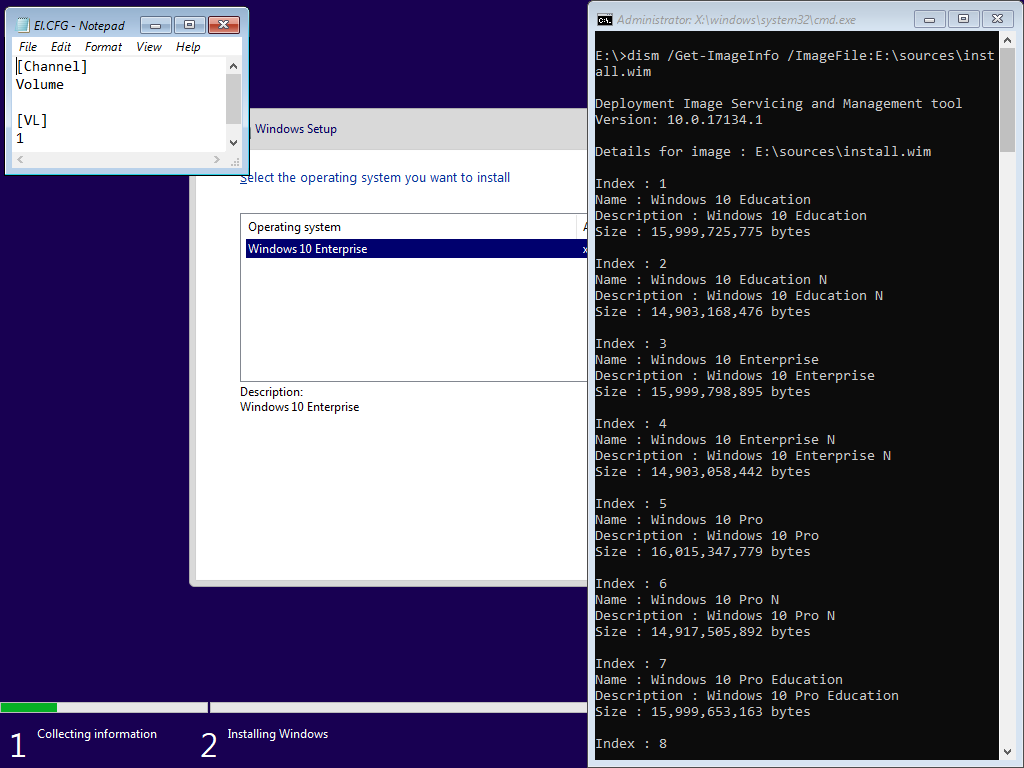 EI.CFG - Notepad
File Edit Format View Help
[Channel]
Volume
[VL]
1
Windows Setup
Select the operating system you want to install
Operating system
Windows 10 Enterprise
Description:
Windows 10 Enterprise
1 Collecting information
2 Installing Windows
Administrator: X:\windows\system32\cmd.exe
E:\>dism /Get-ImageInfo /ImageFile:E:\sources\inst
all.wim
Deployment Image Servicing and Management tool
Version: 10.0.17134.1
Details for image : E:\sources\install.wim
Index : 1
Name : Windows 10 Education
Description : Windows 10 Education
Size : 15,999,725,775 bytes
Index : 2
Name : Windows 10 Education N
Description : Windows 10 Education N
Size : 14,903,168,476 bytes
Index : 3
Name : Windows 10 Enterprise
Description : Windows 10 Enterprise
Size : 15,999,798,895 bytes
Index : 4
Name : Windows 10 Enterprise N
Description : Windows 10 Enterprise N
Size : 14,903,058,442 bytes
Index : 5
Name : Windows 10 Pro
Description : Windows 10 Pro
Size : 16,015,347,779 bytes
Index : 6
Name : Windows 10 Pro N
Description : Windows 10 Pro N
Size : 14,917,505,892 bytes
Index : 7
Name : Windows 10 Pro Education
Description : Windows 10 Pro Education
Size : 15,999,653,163 bytes
Index : 8